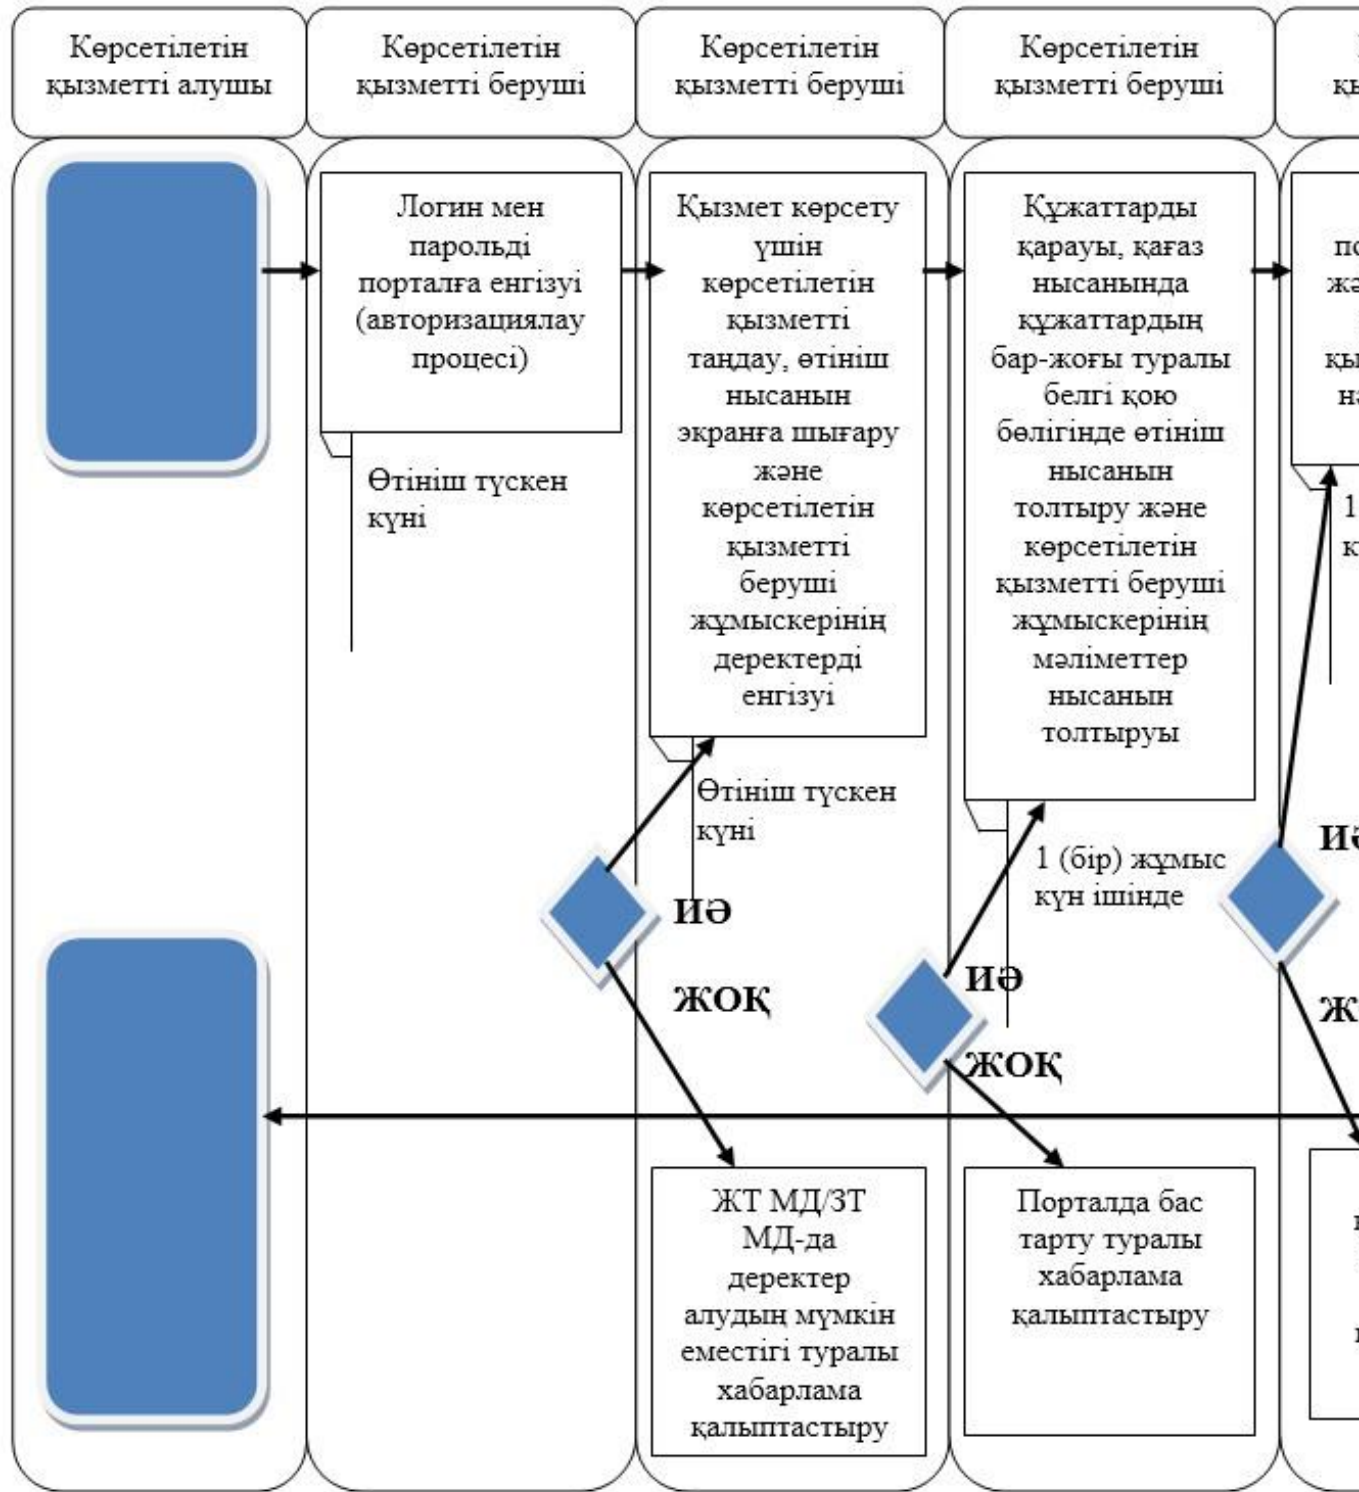 Көрсетілетін
қызметті алушы
Көрсетілетін
қызметті беруші
Көрсетілетін
қызметті беруші
Көрсетілетін
қызметті беруші
Логин мен
парольді
порталға енгізуі
(авторизациялау
процесі)
Өтініш түскен
күні
Қызмет көрсету
үшін
көрсетілетін
қызметті
таңдау, өтініш
нысанын
экранға шығару
және
көрсетілетін
қызметті
беруші
жұмыскерінің
деректерді
енгізуі
Өтініш түскен
күні
ИӘ
ЖОҚ
Құжаттарды
қарауы, қағаз
нысанында
құжаттардың
бар-жоғы туралы
белгі қою
бөлігінде өтініш
нысанын
толтыру және
көрсетілетін
қызметті беруші
жұмыскерінің
мәліметтер
нысанын
толтыруы
1 (бір) жұмыс
күн ішінде
ИӘ
ЖОҚ
1
ЖТ МД/ЗТ
МД-да
деректер
алудың мүмкін
еместігі туралы
хабарлама
қалыптастыру
Порталда бас
тарту туралы
хабарлама
қалыптастыру